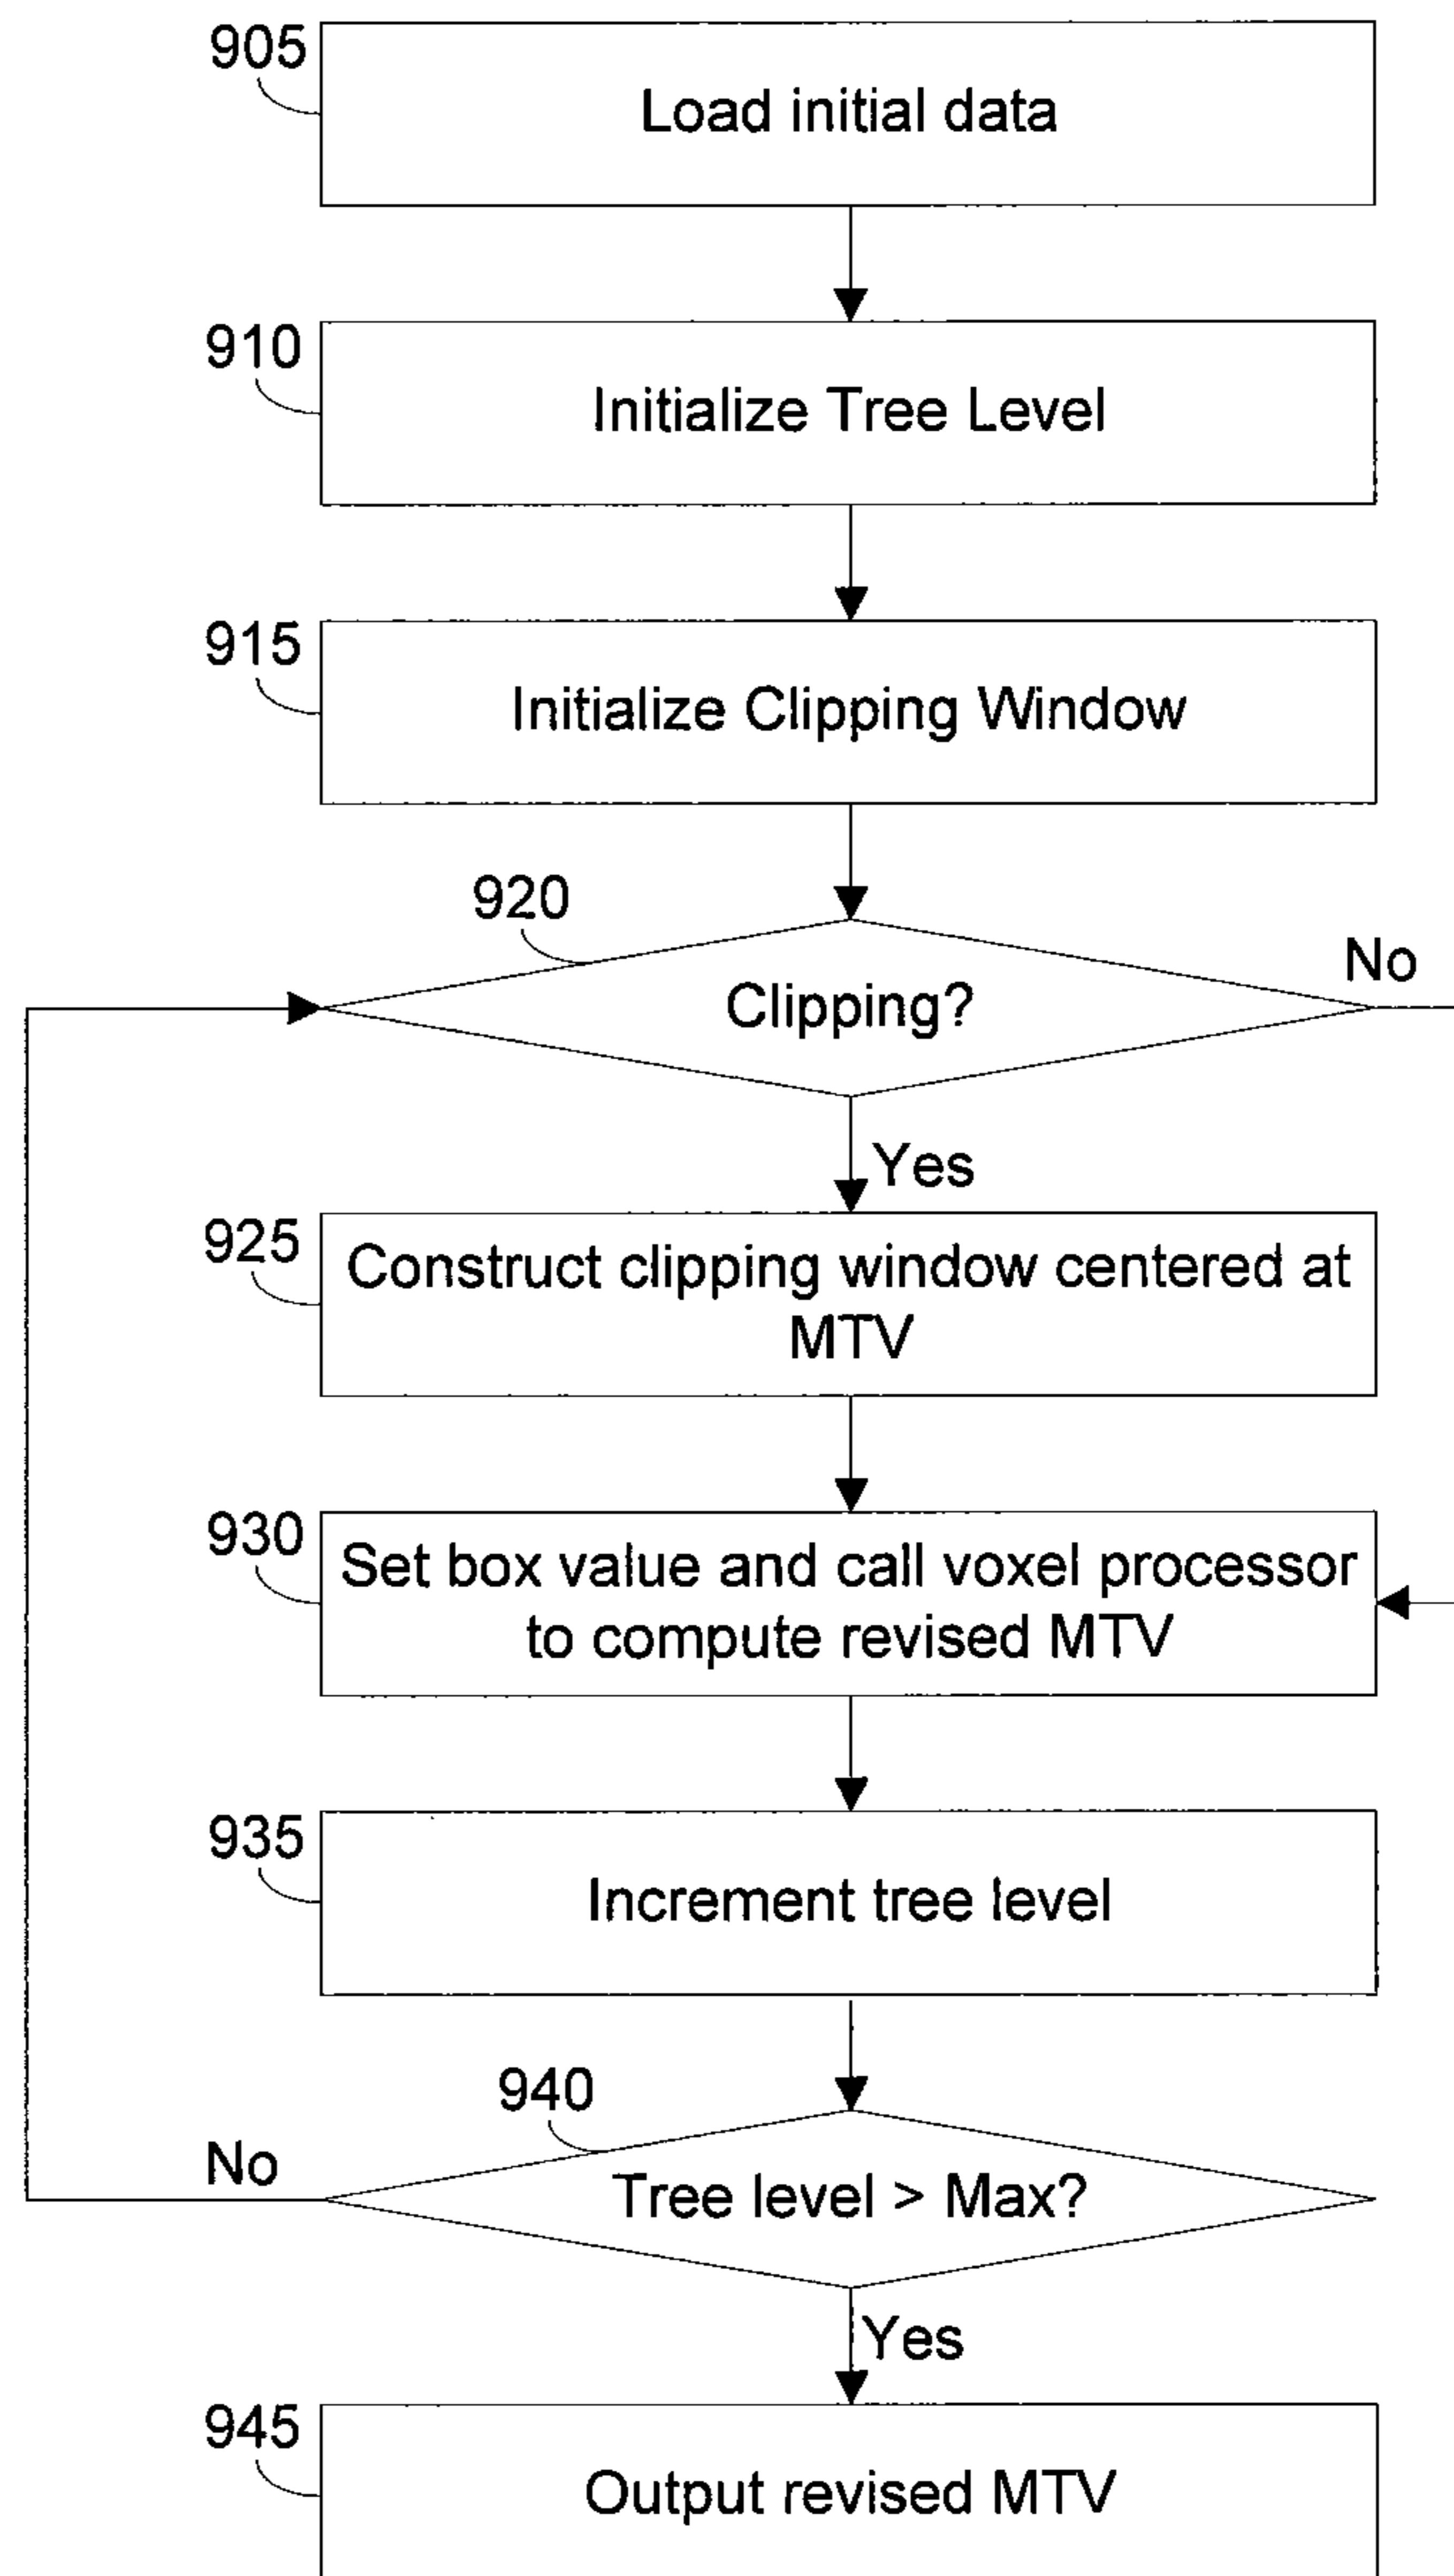 905
Load initial data
910
Initialize Tree Level
915
Initialize Clipping Window
920
Clipping?
No
Yes
925
Construct clipping window centered at
MTV
930
Set box value and call voxel processor
to compute revised MTV
935
Increment tree level
940
No
Tree level > Max?
Yes
945
Output revised MTV